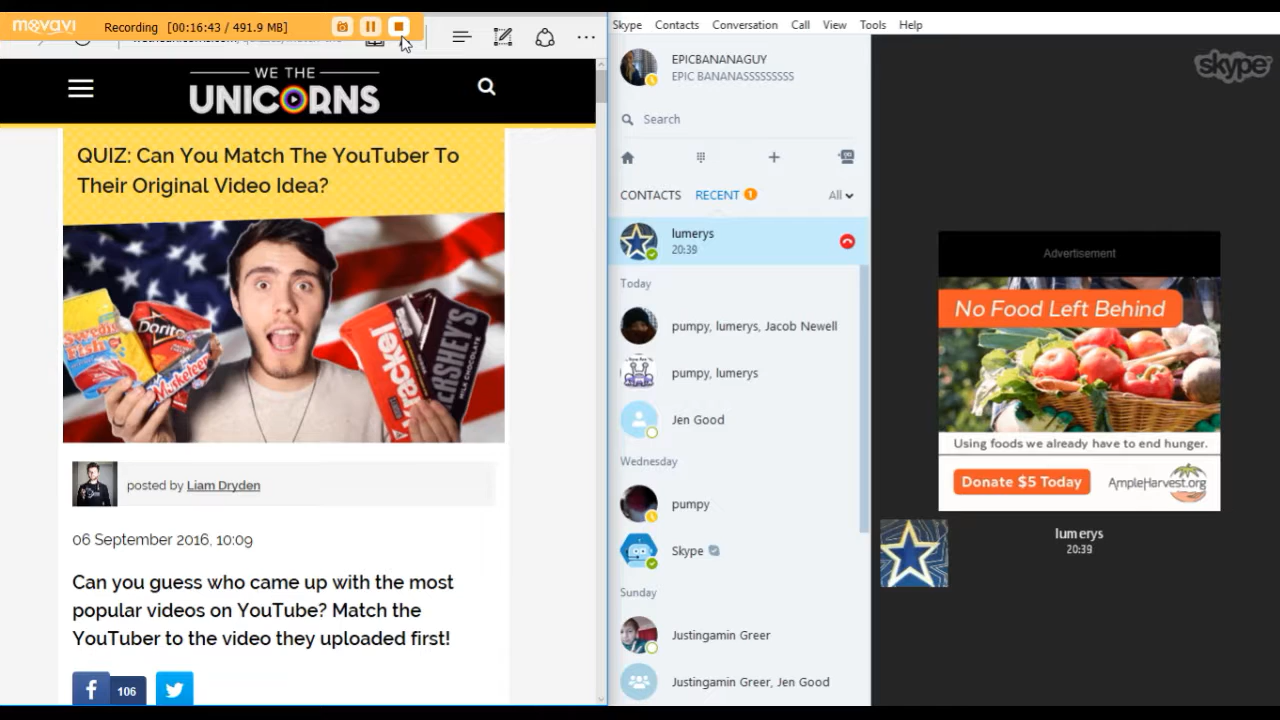 movavi
Recording [00:16:43 / 491.9 MB]
WE THE
UNICORNS
QUIZ: Can You Match The YouTuber To
Their Original Video Idea?
Swedish
Fish
Doritos
3 Musketeers
HERSHEY'S
MILK CHOCOLATE
posted by Liam Dryden
06 September 2016, 10:09
Can you guess who came up with the most
popular videos on YouTube? Match the
YouTuber to the video they uploaded first!
106
Skype Contacts Conversation Call View Tools Help
EPICBANANAGUY
EPIC BANANASSSSSSSSS
Search
CONTACTS RECENT 1 All
lumerys
20:39
Today
pumpy, lumerys, Jacob Newell
pumpy, lumerys
Jen Good
Wednesday
pumpy
Skype
Sunday
Justingamin Greer
Justingamin Greer, Jen Good
skype
Advertisement
No Food Left Behind
Using foods we already have to end hunger.
Donate $5 Today
AmpleHarvest.org
lumerys
20:39